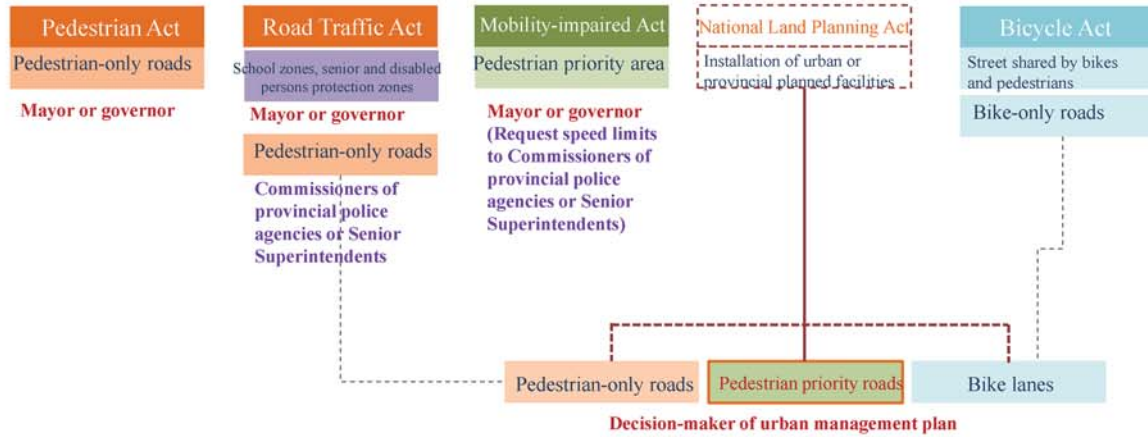 Pedestrian Act
Pedestrian-only roads
Mayor or governor
Road Traffic Act
School zones, senior and disabled
persons protection zones
Mayor or governor
Pedestrian-only roads
Commissioners of
provincial police
agencies or Senior
Superintendents
Mobility-impaired Act
Pedestrian priority area
Mayor or governor
(Request speed limits
to Commissioners of
provincial police
agencies or Senior
Superintendents)
National Land Planning Act
Installation of urban or
provincial planned facilities
Bicycle Act
Street shared by bikes
and pedestrians
Bike-only roads
Pedestrian-only roads
Pedestrian priority roads
Bike lanes
Decision-maker of urban management plan